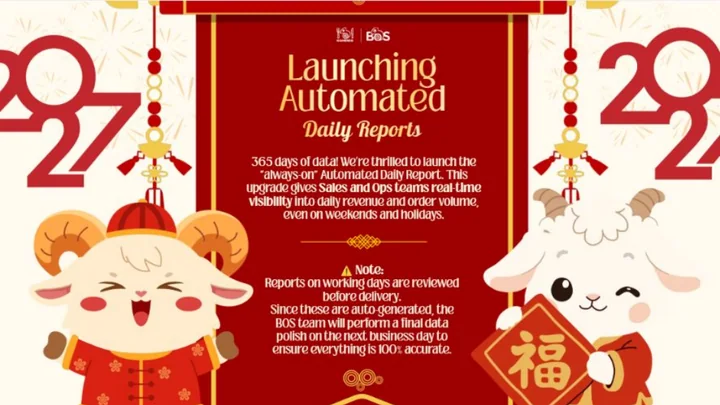 BOS
Launching
Automated
Daily Reports
2027
2027
365 days of data! We're thrilled to launch the
"always-on" Automated Daily Report. This
upgrade gives Sales and Ops teams real-time
visibility into daily revenue and order volume,
even on weekends and holidays.
⚠️ Note:
Reports on working days are reviewed
before delivery.
Since these are auto-generated, the
BOS team will perform a final data
polish on the next business day to
ensure everything is 100% accurate.
福